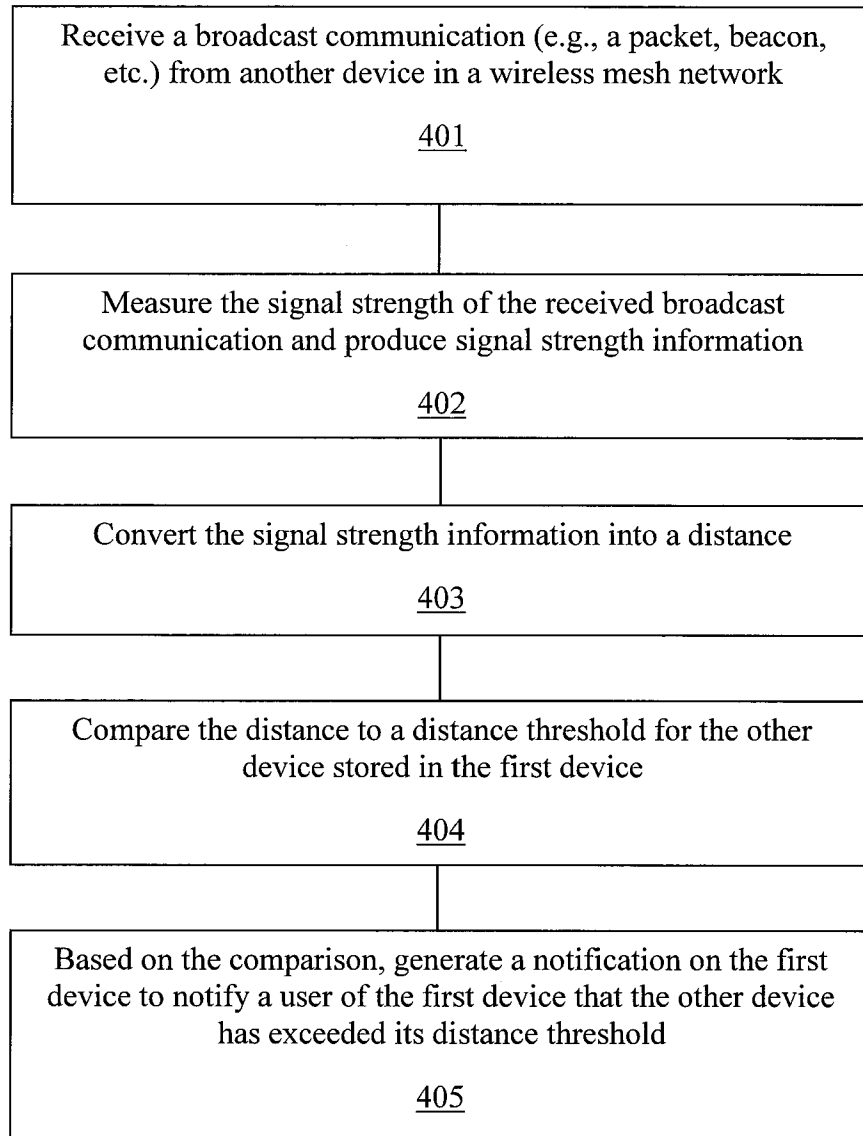 Receive a broadcast communication (e.g., a packet, beacon,
etc.) from another device in a wireless mesh network
401
Measure the signal strength of the received broadcast
communication and produce signal strength information
402
Convert the signal strength information into a distance
403
Compare the distance to a distance threshold for the other
device stored in the first device
404
Based on the comparison, generate a notification on the first
device to notify a user of the first device that the other device
has exceeded its distance threshold
405